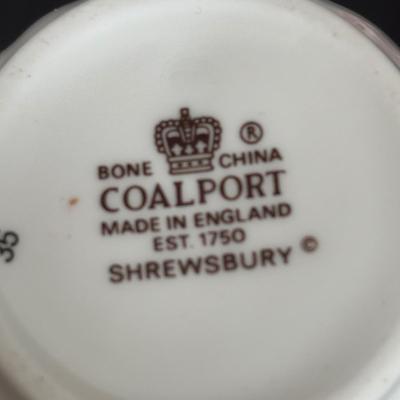 ®
BONE CHINA
COALPORT
MADE IN ENGLAND
EST. 1750
SHREWSBURY ©
35